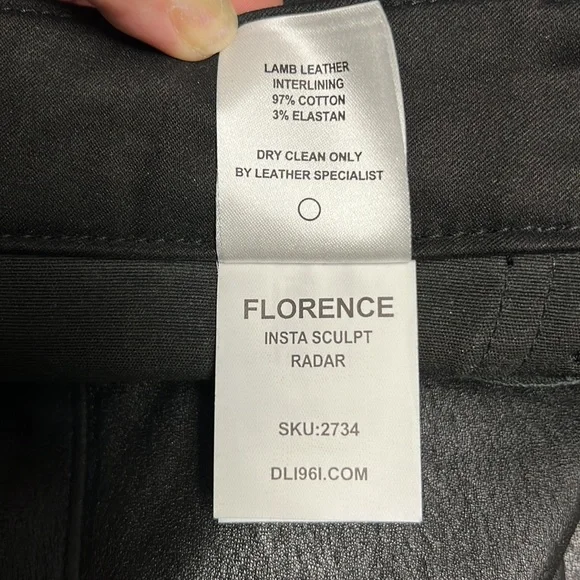 LAMB LEATHER
INTERLINING
97% COTTON
3% ELASTAN
DRY CLEAN ONLY
BY LEATHER SPECIALIST
FLORENCE
INSTA SCULPT
RADAR
SKU:2734
DLI96I.COM